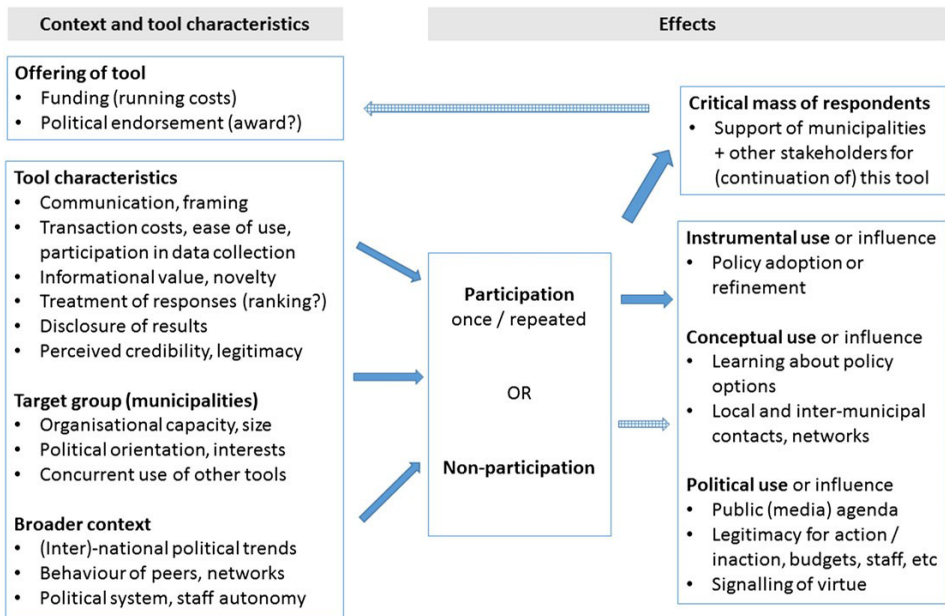 Context and tool characteristics
Effects
Offering of tool
• Funding (running costs)
• Political endorsement (award?)
Tool characteristics
• Communication, framing
• Transaction costs, ease of use,
participation in data collection
• Informational value, novelty
• Treatment of responses (ranking?)
• Disclosure of results
• Perceived credibility, legitimacy
Target group (municipalities)
• Organisational capacity, size
• Political orientation, interests
• Concurrent use of other tools
Broader context
• (Inter)-national political trends
• Behaviour of peers, networks
• Political system, staff autonomy
Participation
once / repeated
OR
Non-participation
Critical mass of respondents
• Support of municipalities
+ other stakeholders for
(continuation of) this tool
Instrumental use or influence
• Policy adoption or
refinement
Conceptual use or influence
• Learning about policy
options
• Local and inter-municipal
contacts, networks
Political use or influence
• Public (media) agenda
• Legitimacy for action /
inaction, budgets, staff, etc
• Signalling of virtue